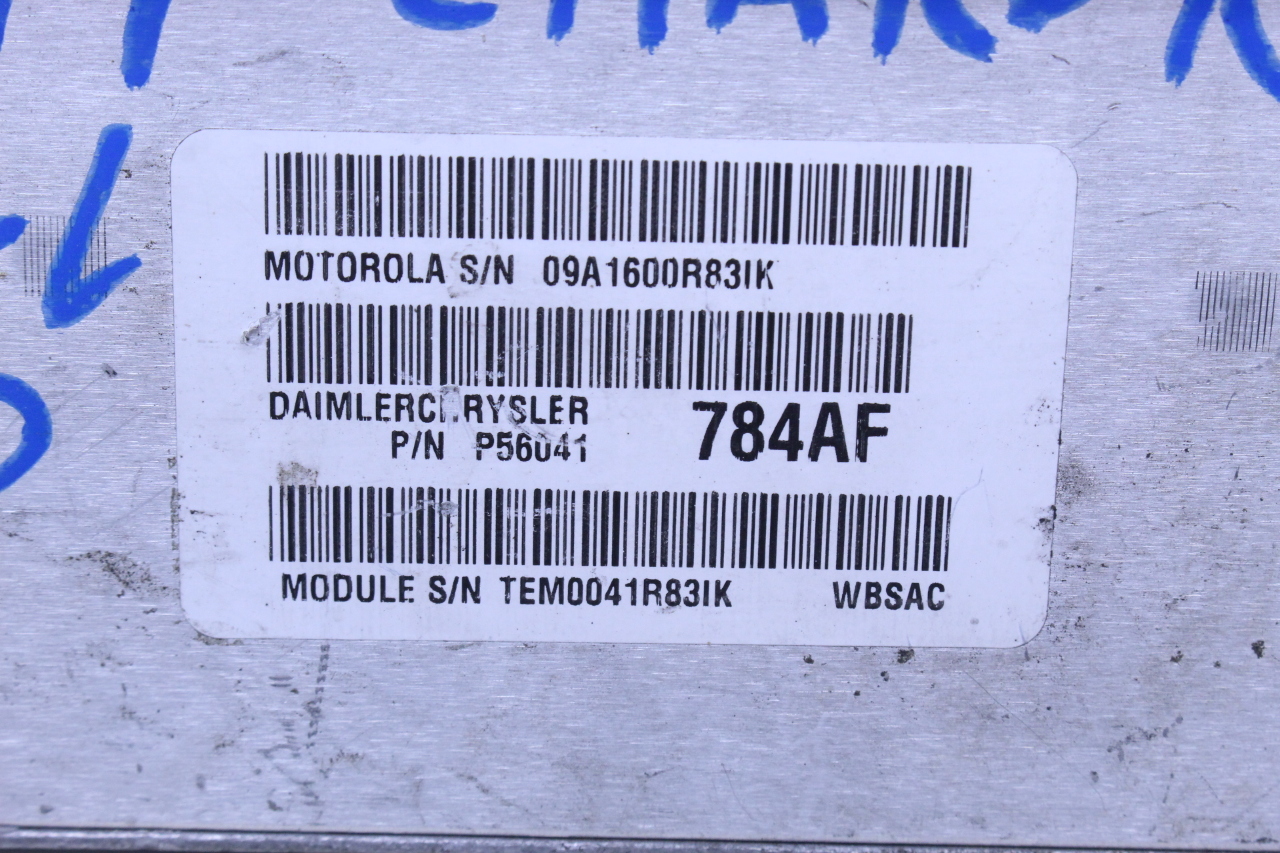 MOTOROLA S/N 09A1600R83IK
DAIMLERCHRYSLER
P/N P56041 784AF
MODULE S/N TEM0041R83IK WBSAC